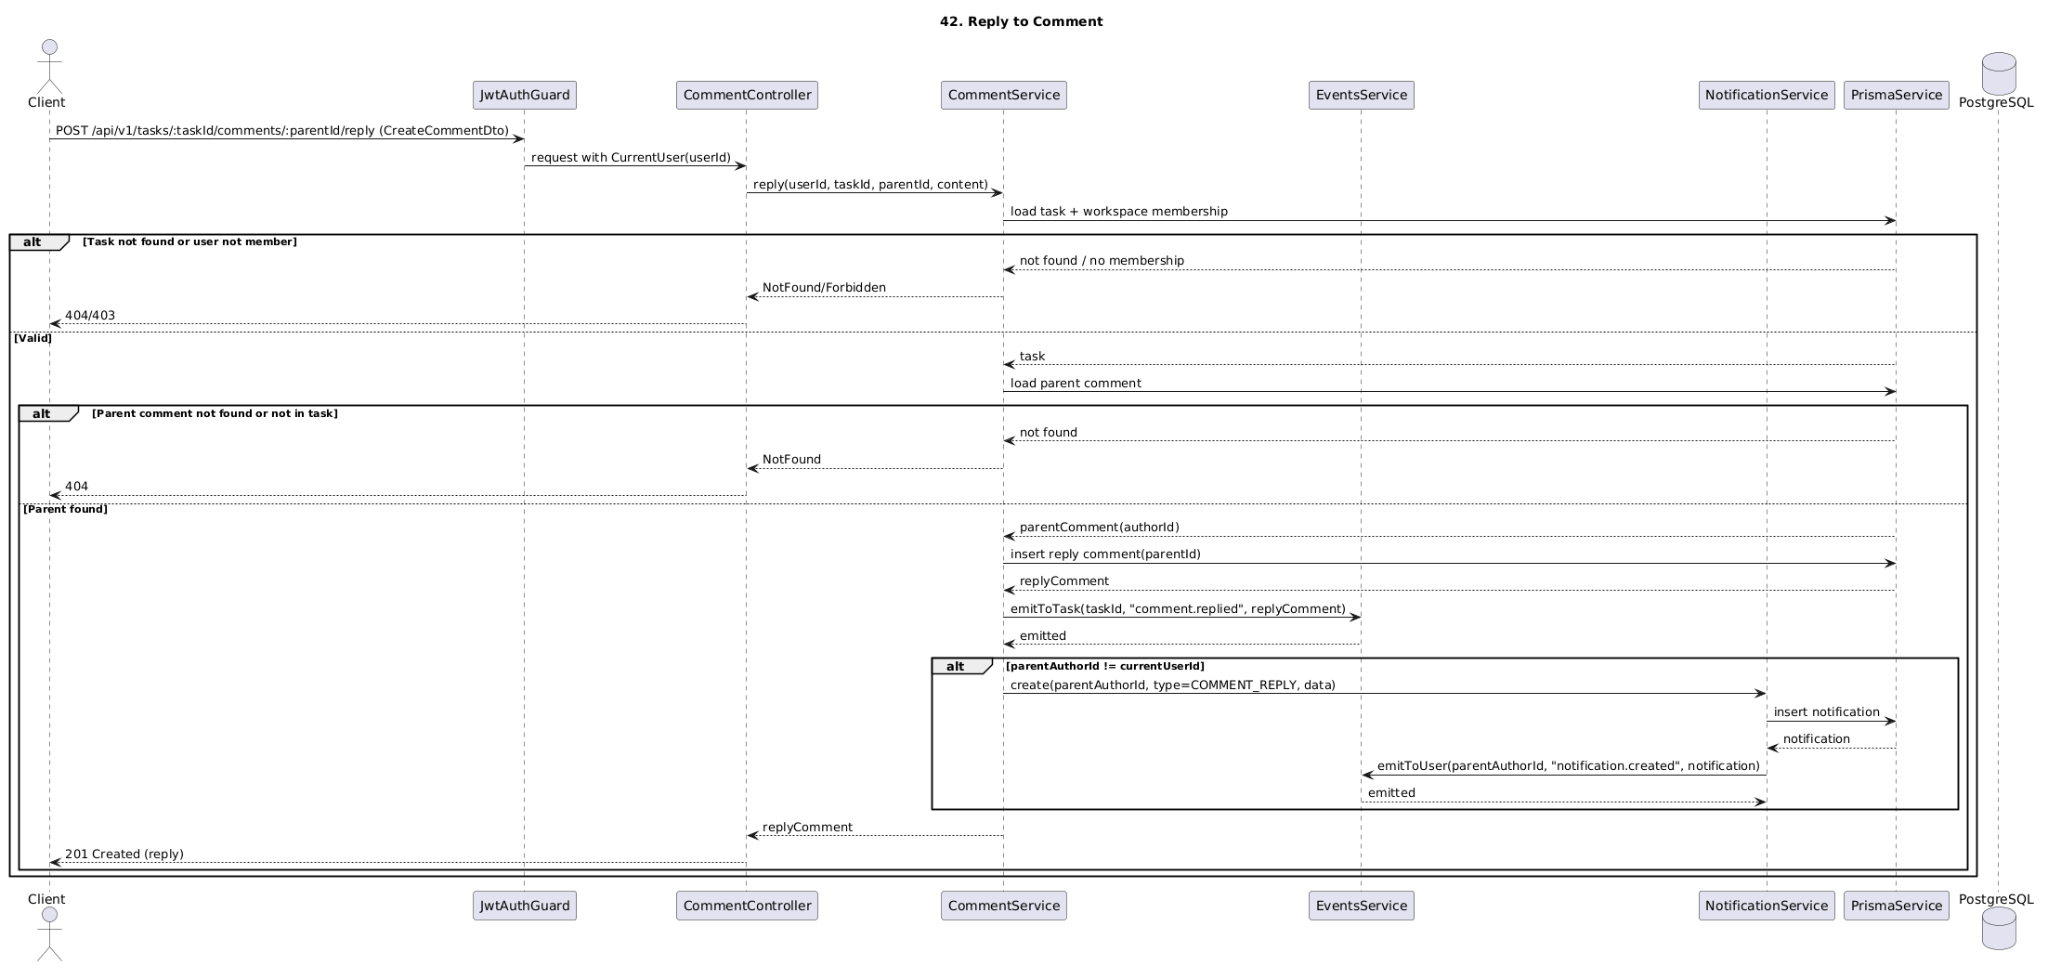 42. Reply to Comment
Client
JwtAuthGuard
CommentController
CommentService
EventsService
NotificationService
PrismaService
PostgreSQL
POST /api/v1/tasks/:taskId/comments/:parentId/reply (CreateCommentDto)
request with CurrentUser(userId)
reply(userId, taskId, parentId, content)
load task + workspace membership
alt [Task not found or user not member]
not found / no membership
NotFound/Forbidden
404/403
[Valid]
task
load parent comment
alt [Parent comment not found or not in task]
not found
NotFound
404
[Parent found]
parentComment(authorId)
insert reply comment(parentId)
replyComment
emitToTask(taskId, "comment.replied", replyComment)
emitted
alt [parentAuthorId != currentUserId]
create(parentAuthorId, type=COMMENT_REPLY, data)
insert notification
notification
emitToUser(parentAuthorId, "notification.created", notification)
emitted
replyComment
201 Created (reply)
Client
JwtAuthGuard
CommentController
CommentService
EventsService
NotificationService
PrismaService
PostgreSQL